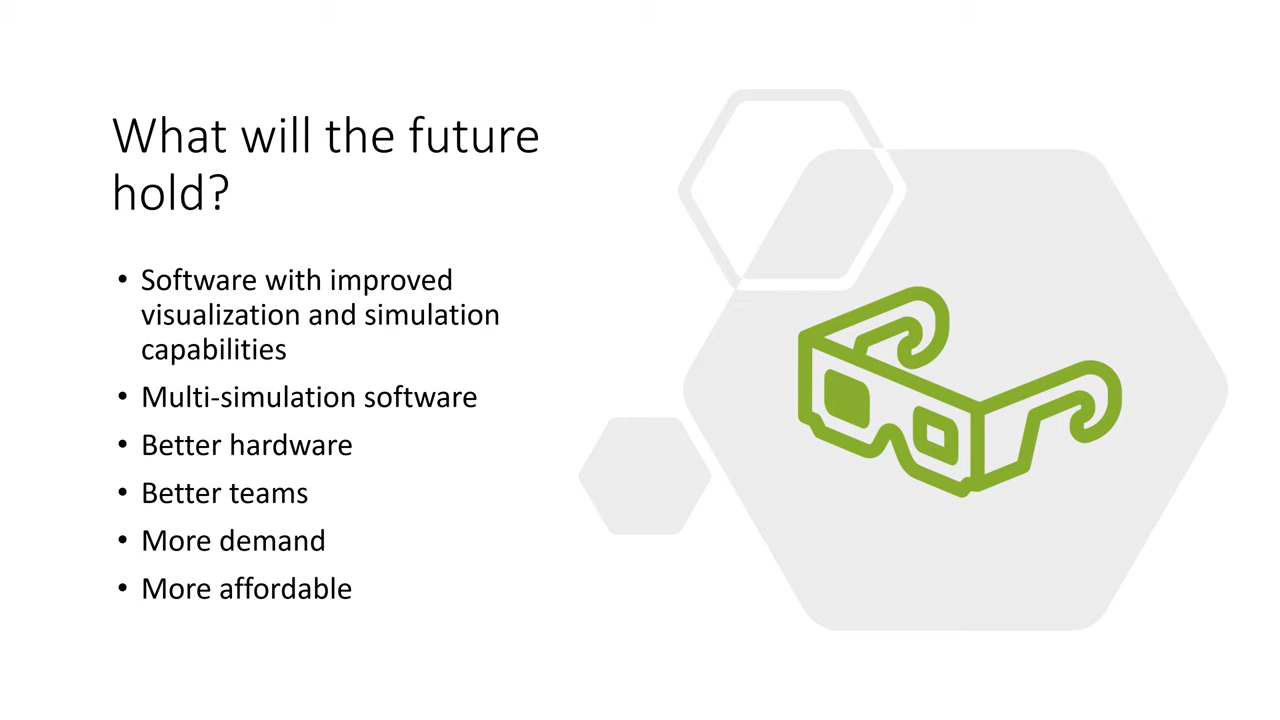 What will the future
hold?
• Software with improved
visualization and simulation
capabilities
• Multi-simulation software
• Better hardware
• Better teams
• More demand
• More affordable